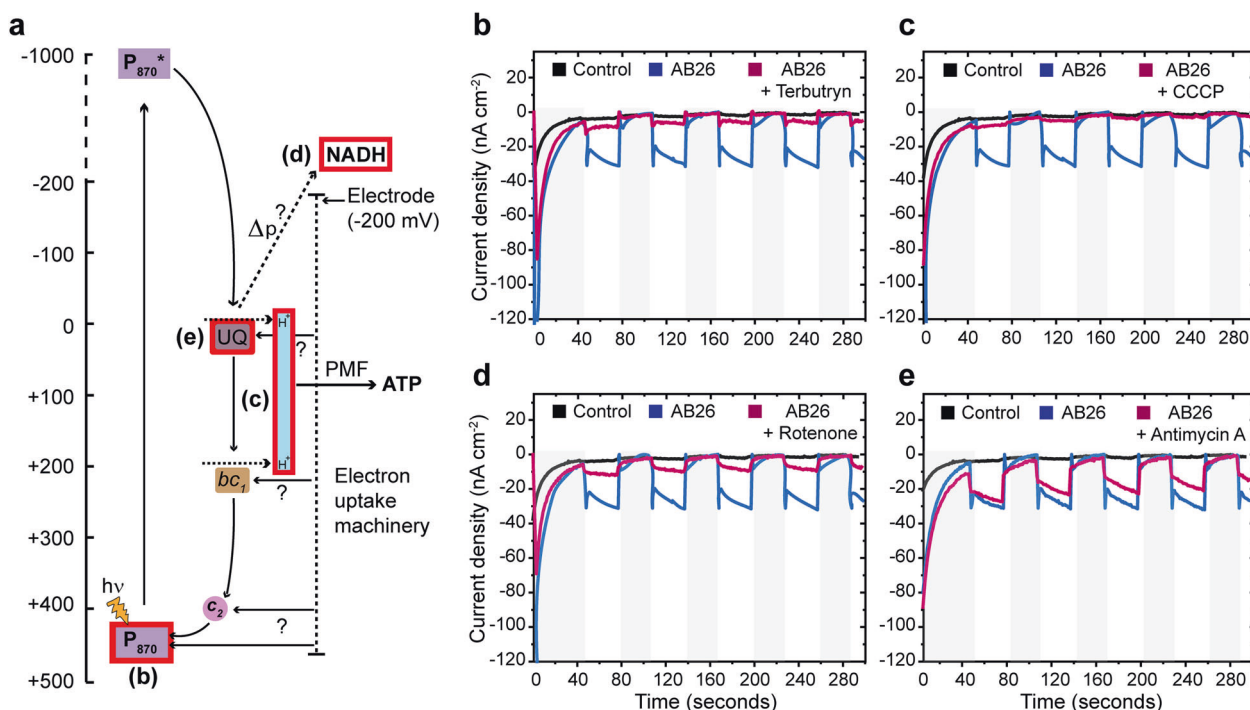 a
-1000
-200
-100
0
+100
+200
+300
+400
+500
P870*
(d) NADH
Δp ?
Electrode
(-200 mV)
(e) UQ
H+
?
(c)
PMF
ATP
H+
bc1
?
Electron
uptake
machinery
hν
c2
?
P870
(b)
b
Control AB26 AB26
+ Terbutryn
Current density (nA cm-2)
20
0
-20
-40
-60
-80
-100
-120
0 40 80 120 160 200 240 280
c
Control AB26 AB26
+ CCCP
20
0
-20
-40
-60
-80
-100
-120
0 40 80 120 160 200 240 280
d
Control AB26 AB26
+ Rotenone
Current density (nA cm-2)
20
0
-20
-40
-60
-80
-100
-120
0 40 80 120 160 200 240 280
Time (seconds)
e
Control AB26 AB26
+ Antimycin A
20
0
-20
-40
-60
-80
-100
-120
0 40 80 120 160 200 240 280
Time (seconds)